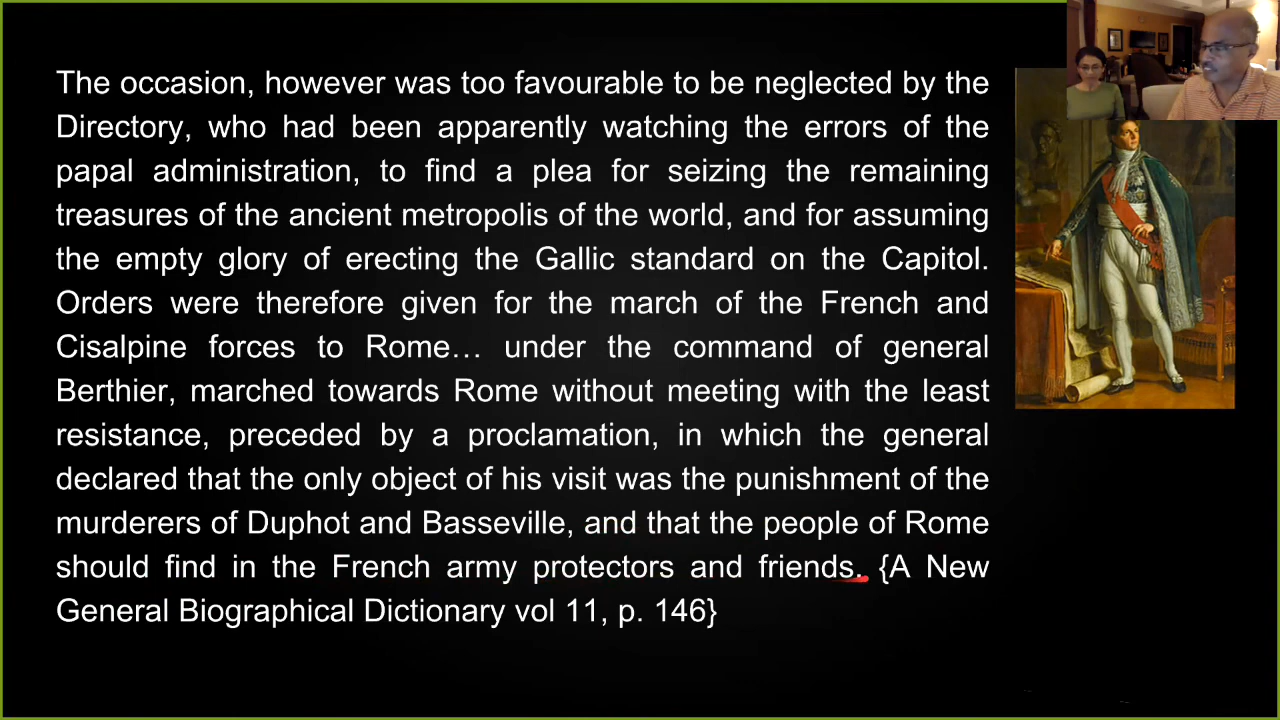 The occasion, however was too favourable to be neglected by the
Directory, who had been apparently watching the errors of the
papal administration, to find a plea for seizing the remaining
treasures of the ancient metropolis of the world, and for assuming
the empty glory of erecting the Gallic standard on the Capitol.
Orders were therefore given for the march of the French and
Cisalpine forces to Rome… under the command of general
Berthier, marched towards Rome without meeting with the least
resistance, preceded by a proclamation, in which the general
declared that the only object of his visit was the punishment of the
murderers of Duphot and Basseville, and that the people of Rome
should find in the French army protectors and friends. {A New
General Biographical Dictionary vol 11, p. 146}